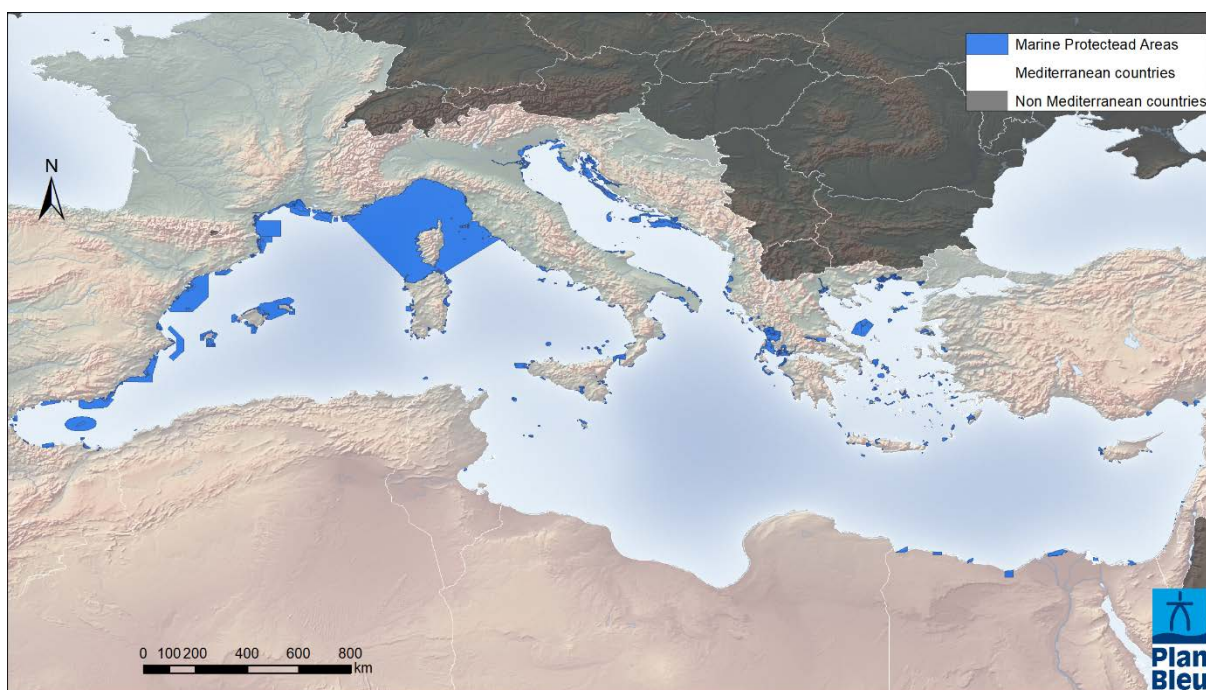 Marine Protectead Areas
Mediterranean countries
Non Mediterranean countries
N
0 100 200 400 600 800
km
Plan
Bleu